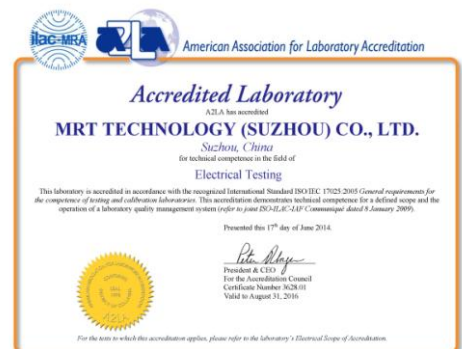 ilac-MRA
A2LA
American Association for Laboratory Accreditation
Accredited Laboratory
A2LA has accredited
MRT TECHNOLOGY (SUZHOU) CO., LTD.
Suzhou, China
for technical competence in the field of
Electrical Testing
This laboratory is accredited in accordance with the recognized International Standard ISO/IEC 17025:2005 General requirements for
the competence of testing and calibration laboratories. This accreditation demonstrates technical competence for a defined scope and the
operation of a laboratory quality management system (refer to joint ISO-ILAC-IAF Communiqué dated 8 January 2009).
Presented this 17th day of June 2014.
President & CEO
For the Accreditation Council
Certificate Number 3628.01
Valid to August 31, 2016
A2LA
For the tests to which this accreditation applies, please refer to the laboratory's Electrical Scope of Accreditation.